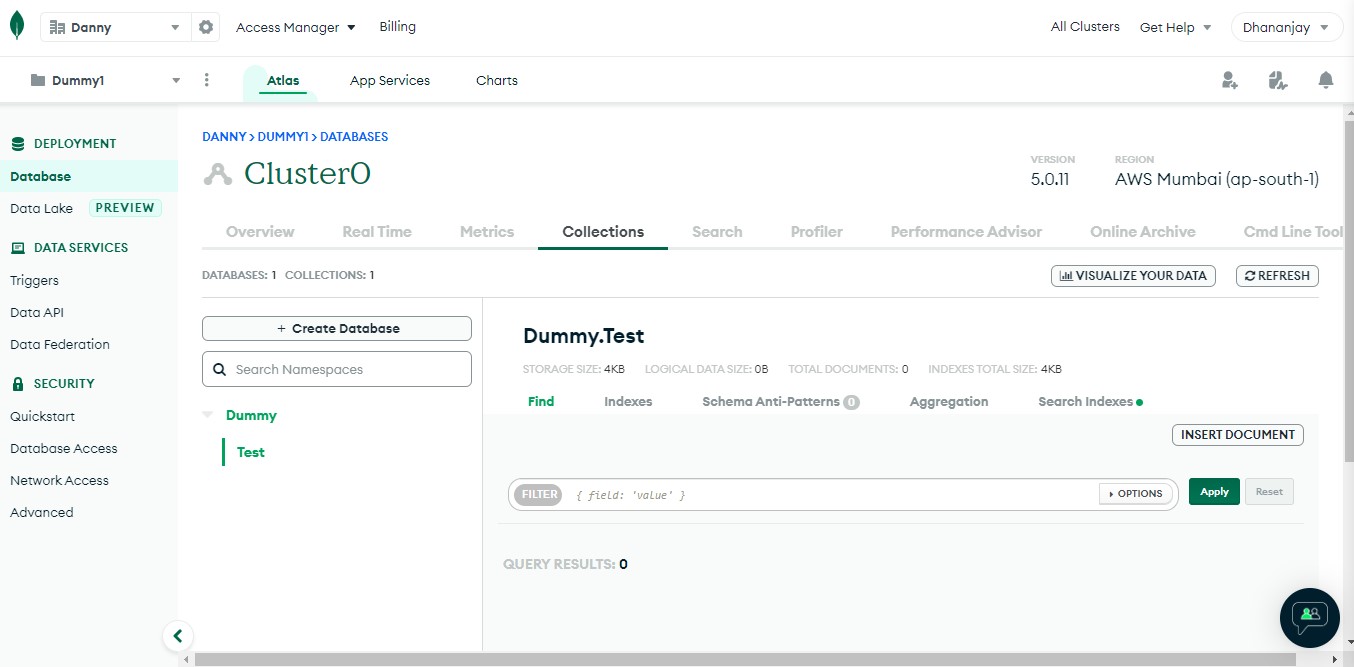 Danny
Access Manager
Billing
All Clusters
Get Help
Dhananjay
Dummy1
Atlas
App Services
Charts
DEPLOYMENT
Database
Data Lake PREVIEW
DATA SERVICES
Triggers
Data API
Data Federation
SECURITY
Quickstart
Database Access
Network Access
Advanced
DANNY > DUMMY1 > DATABASES
Cluster0
VERSION
5.0.11
REGION
AWS Mumbai (ap-south-1)
Overview
Real Time
Metrics
Collections
Search
Profiler
Performance Advisor
Online Archive
Cmd Line Tool
DATABASES: 1 COLLECTIONS: 1
VISUALIZE YOUR DATA
REFRESH
+ Create Database
Search Namespaces
Dummy
Test
Dummy.Test
STORAGE SIZE: 4KB LOGICAL DATA SIZE: 0B TOTAL DOCUMENTS: 0 INDEXES TOTAL SIZE: 4KB
Find
Indexes
Schema Anti-Patterns 0
Aggregation
Search Indexes
INSERT DOCUMENT
FILTER { field: 'value' }
OPTIONS
Apply
Reset
QUERY RESULTS: 0